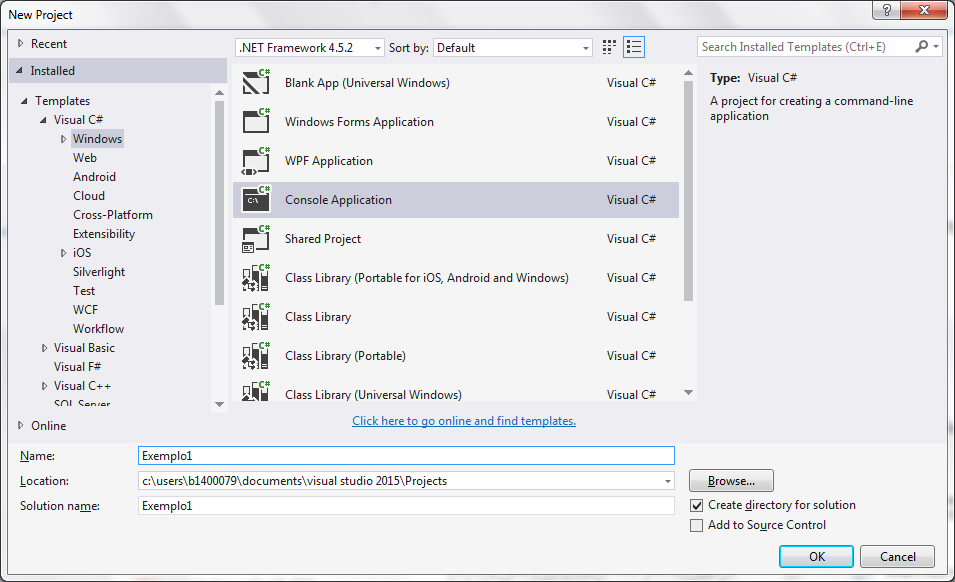 New Project
Recent
Installed
Templates
Visual C#
Windows
Web
Android
Cloud
Cross-Platform
Extensibility
iOS
Silverlight
Test
WCF
Workflow
Visual Basic
Visual F#
Visual C++
SQL Server
Online
.NET Framework 4.5.2 Sort by: Default
Blank App (Universal Windows) Visual C#
Windows Forms Application Visual C#
WPF Application Visual C#
Console Application Visual C#
Shared Project Visual C#
Class Library (Portable for iOS, Android and Windows) Visual C#
Class Library Visual C#
Class Library (Portable) Visual C#
Class Library (Universal Windows) Visual C#
Click here to go online and find templates.
Search Installed Templates (Ctrl+E)
Type: Visual C#
A project for creating a command-line
application
Name: Exemplo1
Location: c:\users\b1400079\documents\visual studio 2015\Projects
Solution name: Exemplo1
Browse...
Create directory for solution
Add to Source Control
OK Cancel